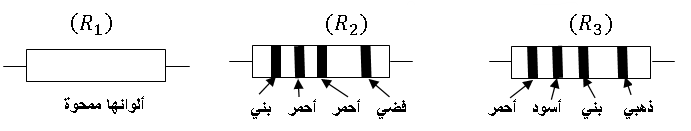 (R₁) (R₂) (R₃)
ألوانها ممحوة
بني أحمر أحمر فضي
أحمر أسود بني ذهبي